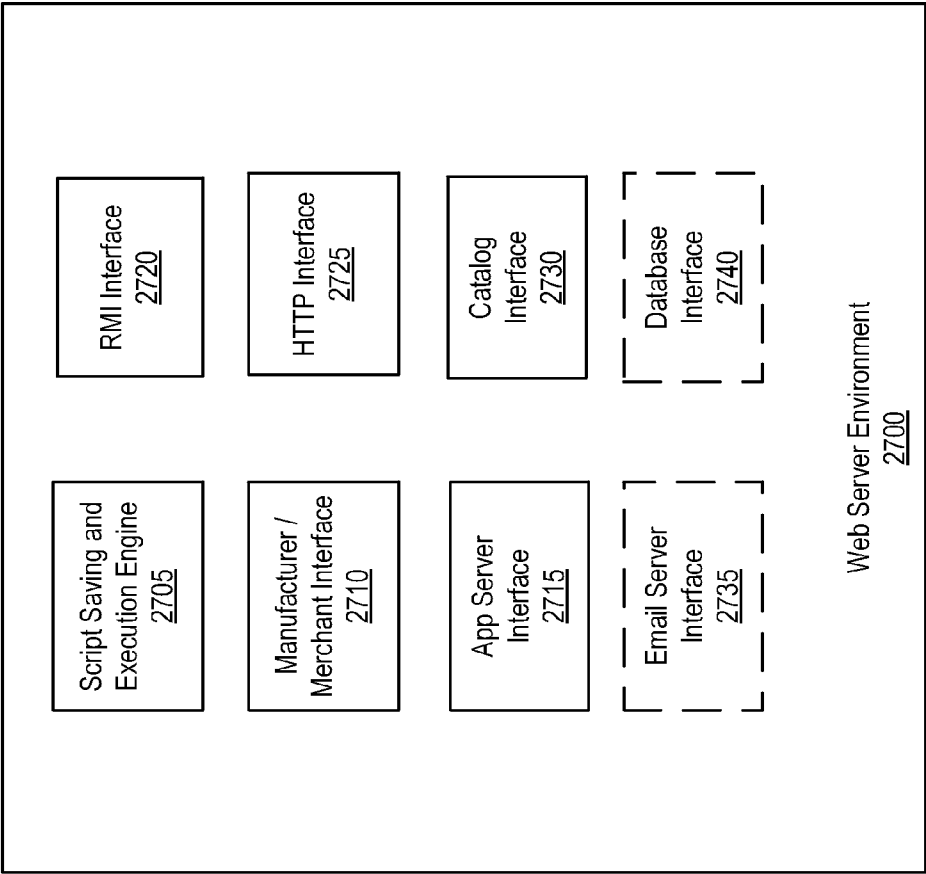 Script Saving and
Execution Engine
2705
RMI Interface
2720
Manufacturer /
Merchant Interface
2710
HTTP Interface
2725
App Server
Interface
2715
Catalog
Interface
2730
Email Server
Interface
2735
Database
Interface
2740
Web Server Environment
2700